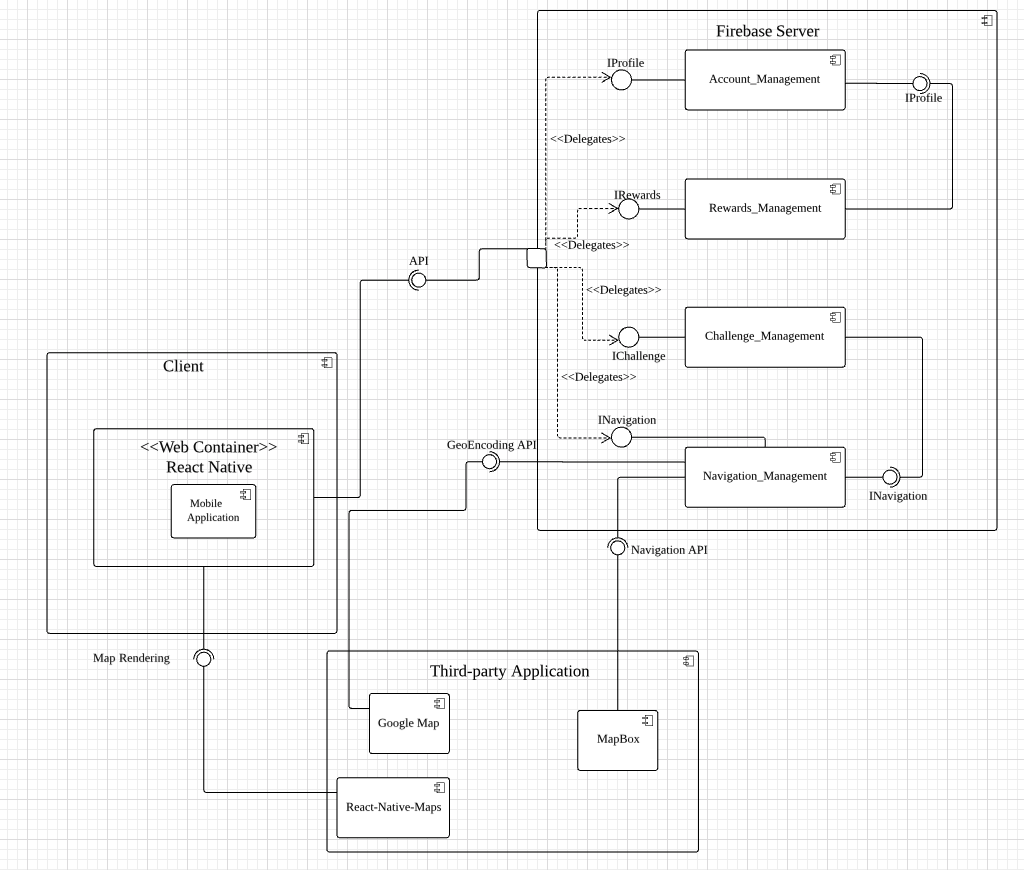 Firebase Server
IProfile
Account_Management
IProfile
<<Delegates>>
IRewards
Rewards_Management
<<Delegates>>
API
<<Delegates>>
Challenge_Management
IChallenge
Client
<<Delegates>>
INavigation
GeoEncoding API
<<Web Container>>
React Native
Navigation_Management
INavigation
Mobile
Application
Navigation API
Map Rendering
Third-party Application
Google Map
MapBox
React-Native-Maps